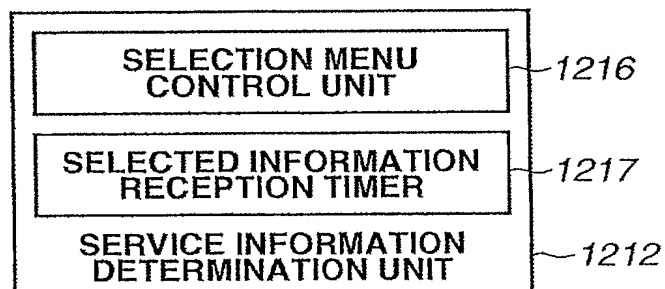 SELECTION MENU
CONTROL UNIT
1216
SELECTED INFORMATION
RECEPTION TIMER
1217
SERVICE INFORMATION
DETERMINATION UNIT
1212